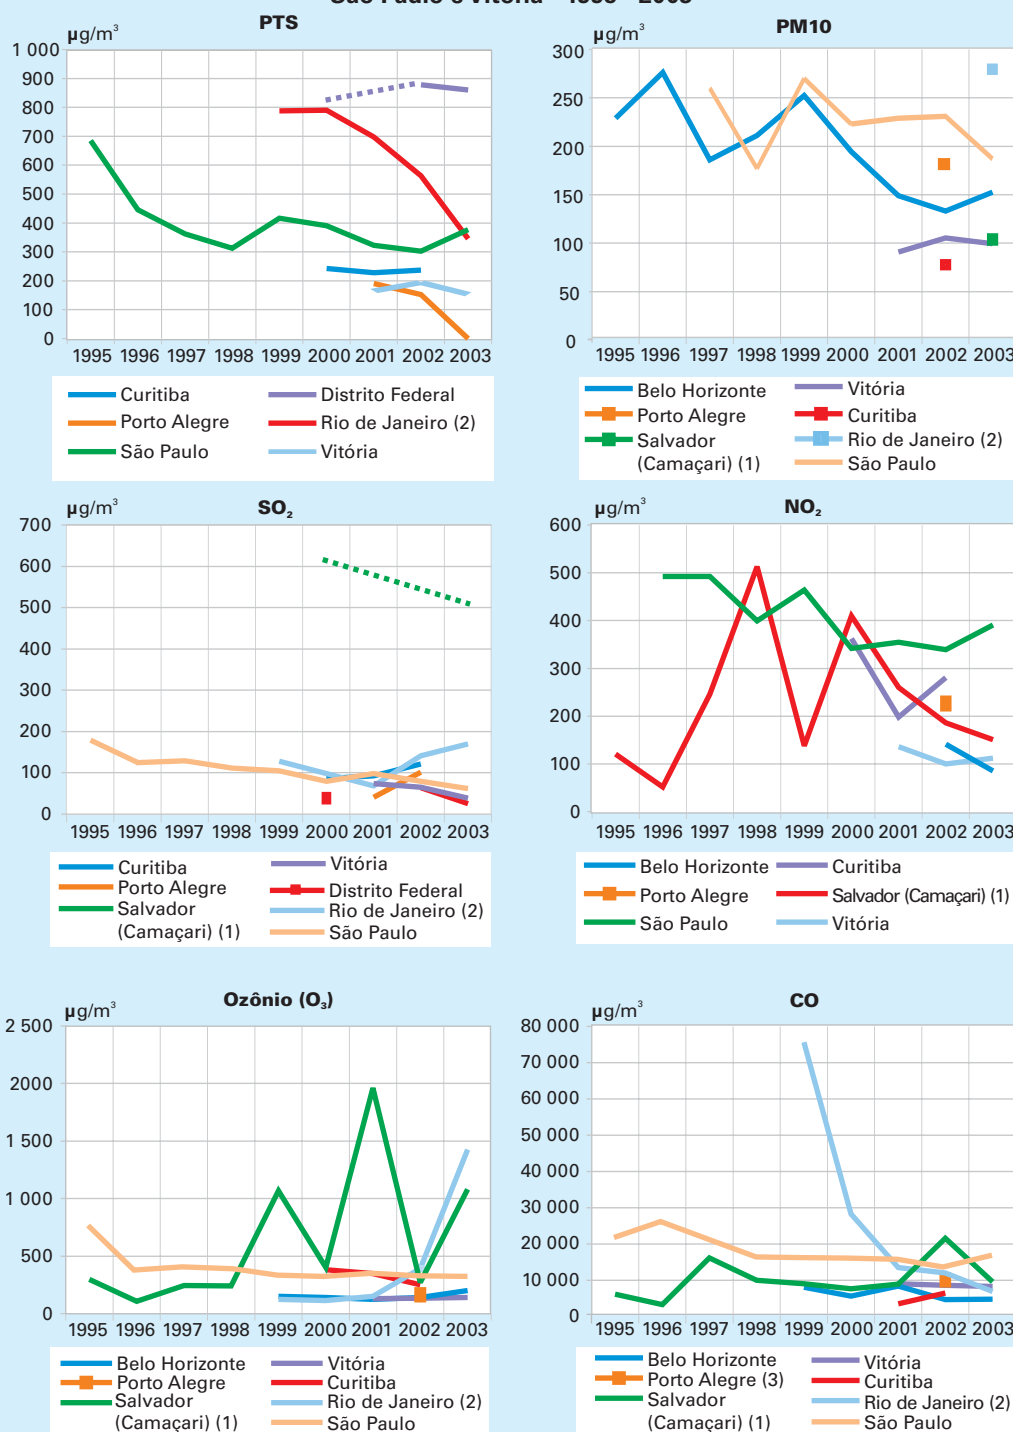 PTS
µg/m³
1 000
900
800
700
600
500
400
300
200
100
0
1995 1996 1997 1998 1999 2000 2001 2002 2003
Curitiba
Distrito Federal
Porto Alegre
Rio de Janeiro (2)
São Paulo
Vitória
PM10
µg/m³
300
250
200
150
100
50
0
1995 1996 1997 1998 1999 2000 2001 2002 2003
Belo Horizonte
Vitória
Porto Alegre
Curitiba
Salvador
(Camaçari) (1)
Rio de Janeiro (2)
São Paulo
SO₂
µg/m³
700
600
500
400
300
200
100
0
1995 1996 1997 1998 1999 2000 2001 2002 2003
Curitiba
Vitória
Porto Alegre
Distrito Federal
Salvador
(Camaçari) (1)
Rio de Janeiro (2)
São Paulo
NO₂
µg/m³
600
500
400
300
200
100
0
1995 1996 1997 1998 1999 2000 2001 2002 2003
Belo Horizonte
Curitiba
Porto Alegre
Salvador (Camaçari) (1)
São Paulo
Vitória
Ozônio (O₃)
µg/m³
2 500
2000
1 500
1 000
500
0
1995 1996 1997 1998 1999 2000 2001 2002 2003
Belo Horizonte
Vitória
Porto Alegre
Curitiba
Salvador
(Camaçari) (1)
Rio de Janeiro (2)
São Paulo
CO
µg/m³
80 000
70 000
60 000
50 000
40 000
30 000
20 000
10 000
0
1995 1996 1997 1998 1999 2000 2001 2002 2003
Belo Horizonte
Vitória
Porto Alegre (3)
Curitiba
Salvador
(Camaçari) (1)
Rio de Janeiro (2)
São Paulo